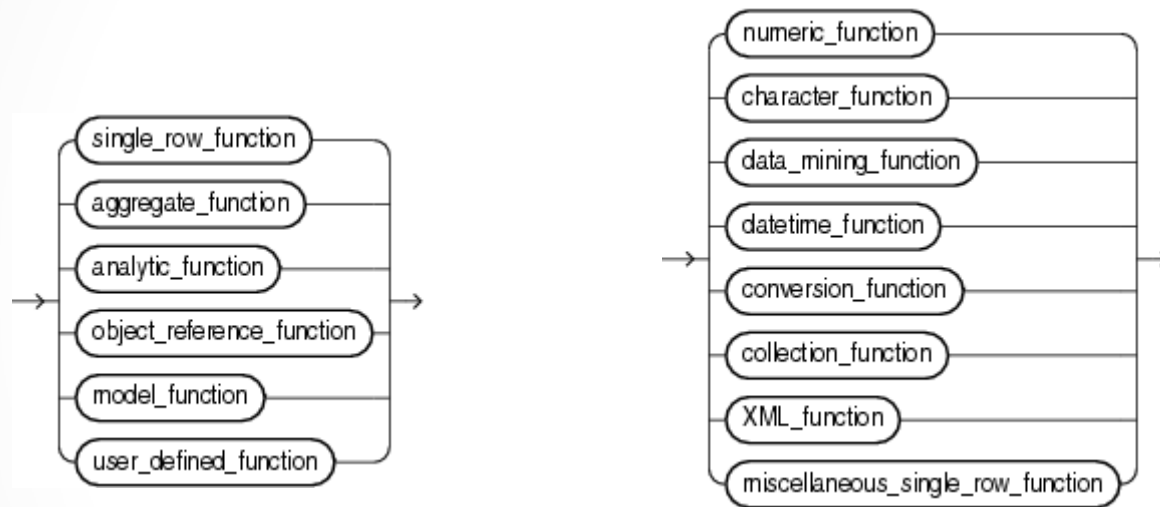 single_row_function
aggregate_function
analytic_function
object_reference_function
model_function
user_defined_function
numeric_function
character_function
data_mining_function
datetime_function
conversion_function
collection_function
XML_function
miscellaneous_single_row_function